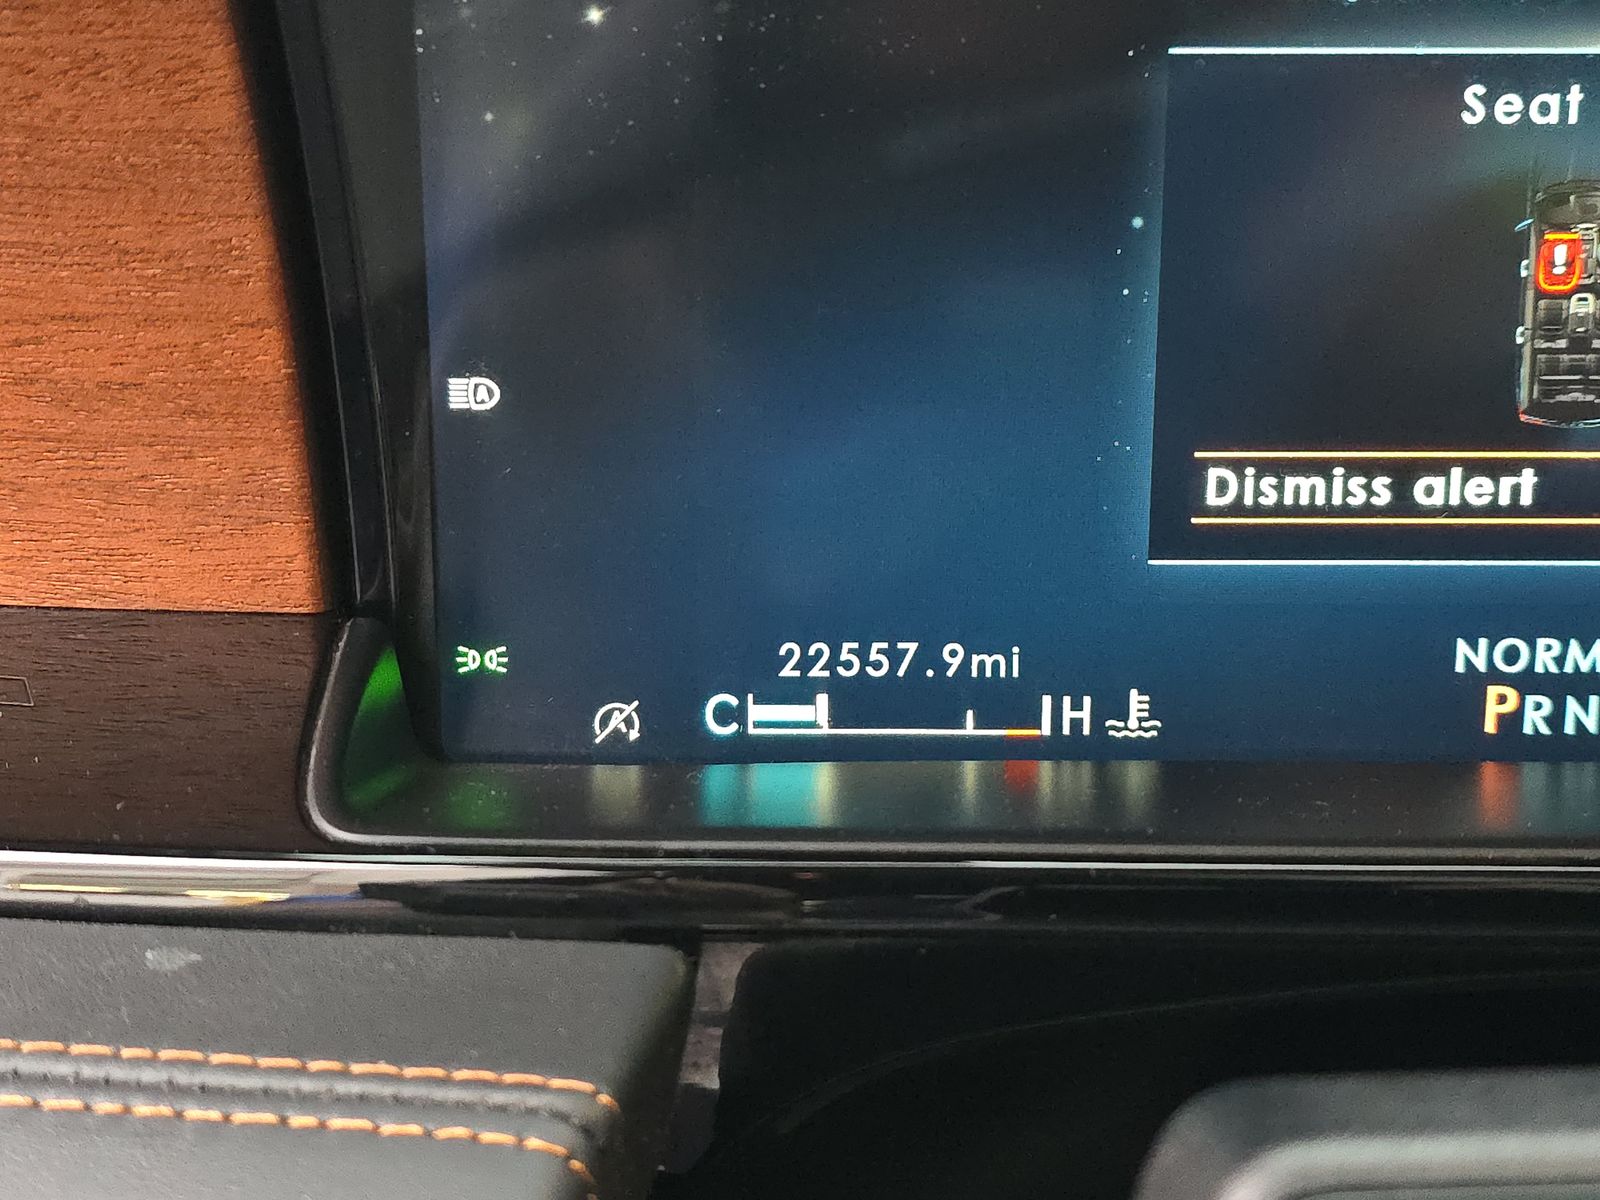 Seat
Dismiss alert
22557.9mi
C H
NORM
PRN